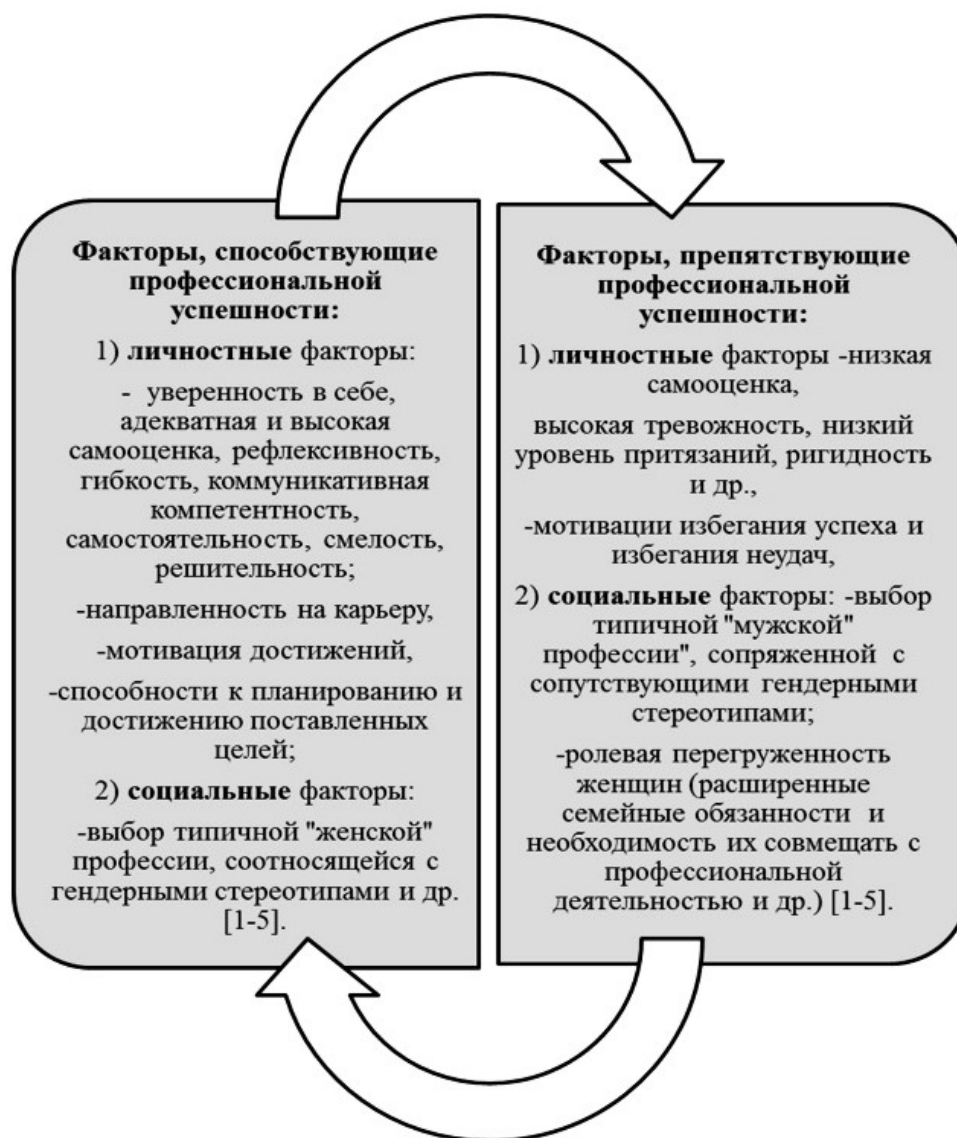 Факторы, способствующие
профессиональной
успешности:
1) личностные факторы:
- уверенность в себе,
адекватная и высокая
самооценка, рефлексивность,
гибкость, коммуникативная
компетентность,
самостоятельность, смелость,
решительность;
-направленность на карьеру,
-мотивация достижений,
-способности к планированию и
достижению поставленных
целей;
2) социальные факторы:
-выбор типичной "женской"
профессии, соотносящейся с
гендерными стереотипами и др.
[1-5].
Факторы, препятствующие
профессиональной
успешности:
1) личностные факторы -низкая
самооценка,
высокая тревожность, низкий
уровень притязаний, ригидность
и др.,
-мотивации избегания успеха и
избегания неудач,
2) социальные факторы: -выбор
типичной "мужской"
профессии", сопряженной с
сопутствующими гендерными
стереотипами;
-ролевая перегруженность
женщин (расширенные
семейные обязанности и
необходимость их совмещать с
профессиональной
деятельностью и др.) [1-5].